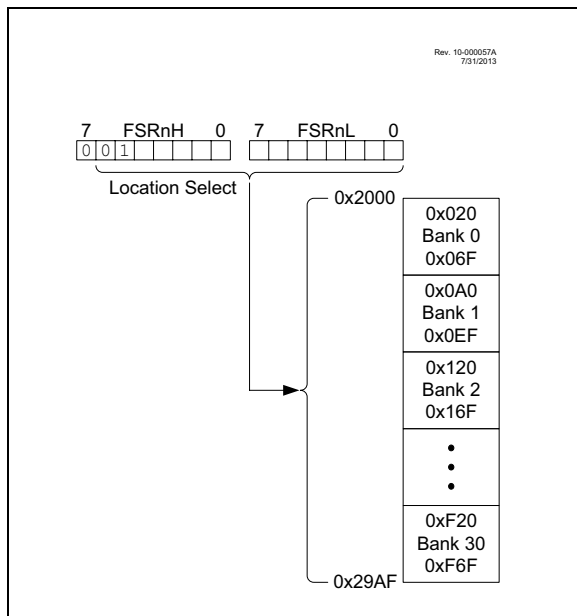 Rev. 10-000057A
7/31/2013
7 FSRnH 0 7 FSRnL 0
0 0 1
Location Select
0x2000
0x020
Bank 0
0x06F
0x0A0
Bank 1
0x0EF
0x120
Bank 2
0x16F
0xF20
Bank 30
0xF6F
0x29AF